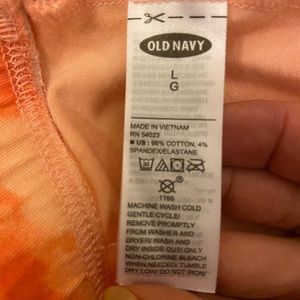 OLD NAVY
L
G
MADE IN VIETNAM
RN 54023
■ US : 96% COTTON, 4%
SPANDEX/ELASTANE
1166
MACHINE WASH COLD
GENTLE CYCLE/
REMOVE PROMPTLY
FROM WASHER AND
DRYER/ WASH AND
DRY INSIDE OUT/ ONLY
NON-CHLORINE BLEACH
WHEN NEEDED/ TUMBLE
DRY LOW/ DO NOT IRON/